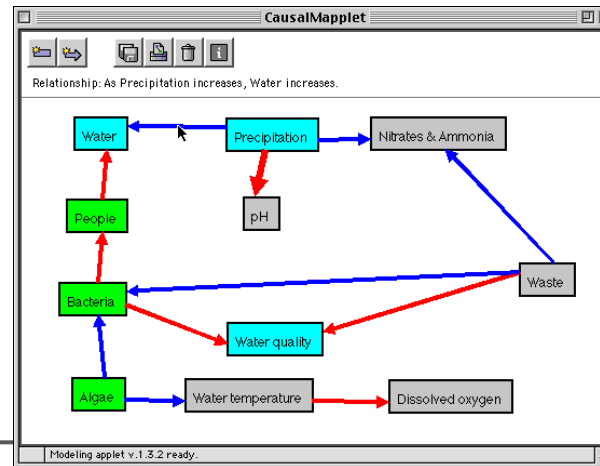 CausalMapplet
Relationship: As Precipitation increases, Water increases.
Water
Precipitation
Nitrates & Ammonia
People
pH
Waste
Bacteria
Water quality
Algae
Water temperature
Dissolved oxygen
Modeling applet v.1.3.2 ready.